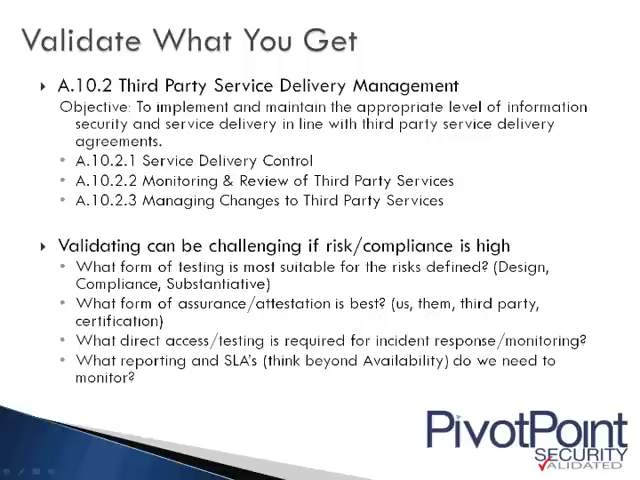 Validate What You Get
A.10.2 Third Party Service Delivery Management
Objective: To implement and maintain the appropriate level of information
security and service delivery in line with third party service delivery
agreements.
A.10.2.1 Service Delivery Control
A.10.2.2 Monitoring & Review of Third Party Services
A.10.2.3 Managing Changes to Third Party Services
Validating can be challenging if risk/compliance is high
What form of testing is most suitable for the risks defined? (Design,
Compliance, Substantiative)
What form of assurance/attestation is best? (us, them, third party,
certification)
What direct access/testing is required for incident response/monitoring?
What reporting and SLA's (think beyond Availability) do we need to
monitor?
PivotPoint
SECURITY
VALIDATED